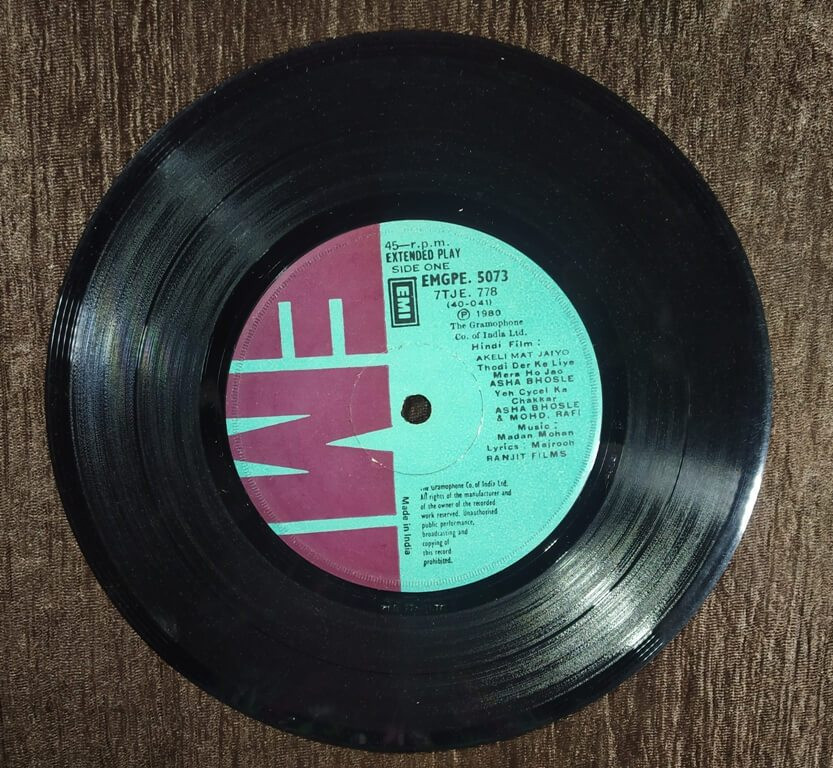 45—r.p.m.
EXTENDED PLAY
SIDE ONE
EMGPE. 5073
EMI
7TJE. 778
(40-041)
Ⓟ 1980
The Gramophone
Co. of India Ltd.
Hindi Film :
AKELI MAT JAIYO
Thodi Der Ke Liye
Mera Ho Jao
ASHA BHOSLE
Yeh Cycel Ka
Chakkar
ASHA BHOSLE
& MOHD. RAFI
Music :
Madan Mohan
Lyrics : Majrooh
RANJIT FILMS
EMI
The Gramophone Co. of India Ltd.
All rights of the manufacturer and
of the owner of the recorded
work reserved. Unauthorised
public performance,
broadcasting and
copying of
this record
prohibited.
Made in India